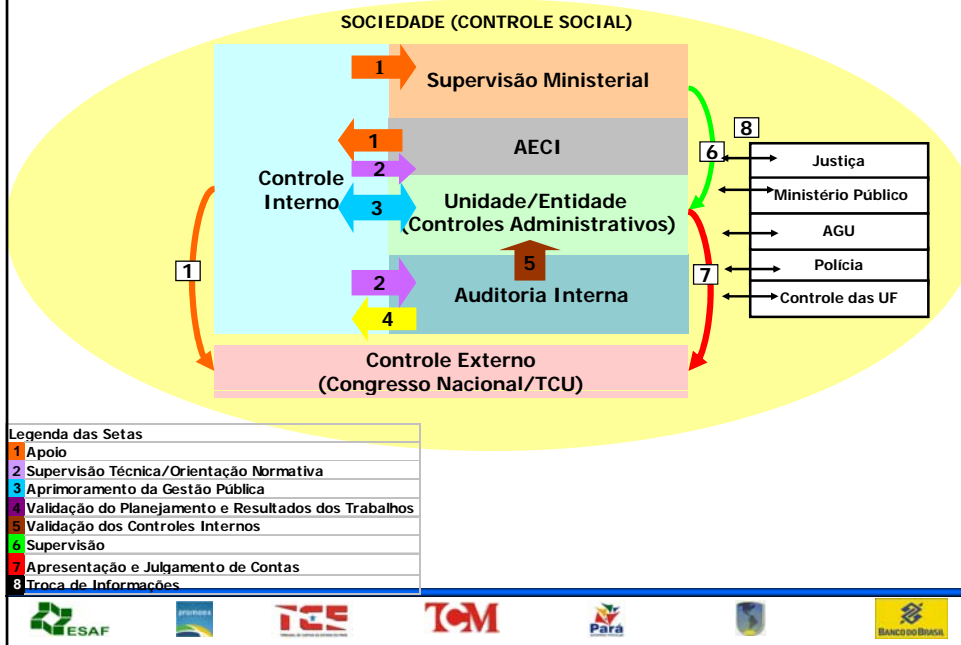 SOCIEDADE (CONTROLE SOCIAL)
1
Supervisão Ministerial
1
AECI
2
Controle
Interno
3
Unidade/Entidade
(Controles Administrativos)
5
2
Auditoria Interna
4
1
6
7
8
Justiça
Ministério Público
AGU
Polícia
Controle das UF
Controle Externo
(Congresso Nacional/TCU)
Legenda das Setas
1 Apoio
2 Supervisão Técnica/Orientação Normativa
3 Aprimoramento da Gestão Pública
4 Validação do Planejamento e Resultados dos Trabalhos
5 Validação dos Controles Internos
6 Supervisão
7 Apresentação e Julgamento de Contas
8 Troca de Informações
ESAF
promoex
TCE
TCM
Pará
BANCO DO BRASIL